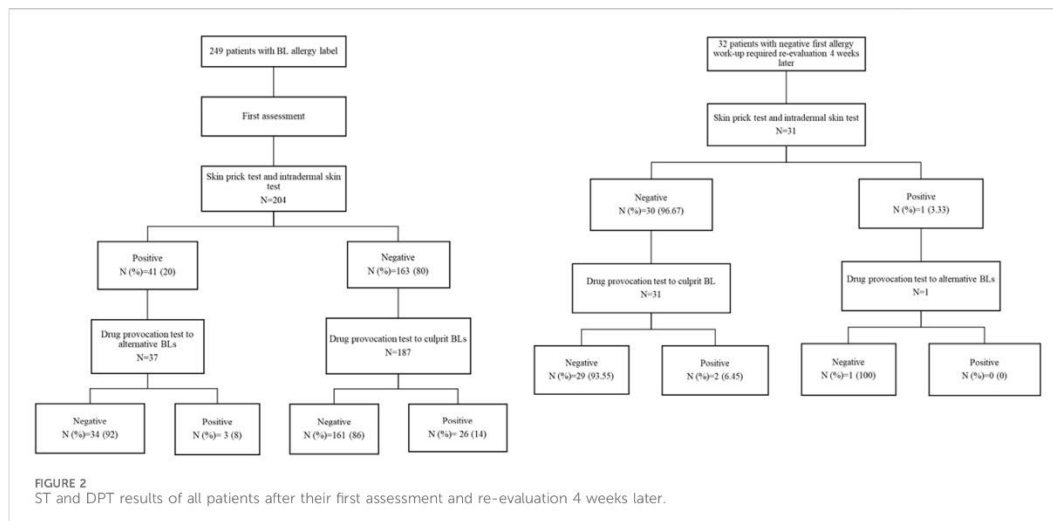 249 patients with BL allergy label
First assessment
Skin prick test and intradermal skin
test
N=204
Positive
N (%)=41 (20)
Negative
N (%)=163 (80)
Drug provocation test to
alternative BLs
N=37
Drug provocation test to culprit BLs
N=187
Negative
N (%)=34 (92)
Positive
N (%)= 3 (8)
Negative
N (%)=161 (86)
Positive
N (%)= 26 (14)
32 patients with negative first allergy
work-up required re-evaluation 4 weeks
later
Skin prick test and intradermal skin test
N=31
Negative
N (%)=30 (96.67)
Positive
N (%)=1 (3.33)
Drug provocation test to culprit BL
N=31
Drug provocation test to alternative BLs
N=1
Negative
N (%)=29 (93.55)
Positive
N (%)=2 (6.45)
Negative
N (%)=1 (100)
Positive
N (%)=0 (0)
FIGURE 2
ST and DPT results of all patients after their first assessment and re-evaluation 4 weeks later.